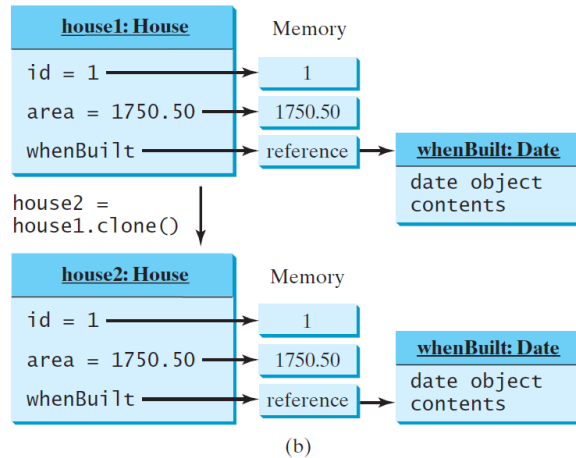 house1: House
Memory
id = 1
1
area = 1750.50
1750.50
whenBuilt
reference
whenBuilt: Date
date object
contents
house2 =
house1.clone()
house2: House
Memory
id = 1
1
area = 1750.50
1750.50
whenBuilt
reference
whenBuilt: Date
date object
contents
(b)